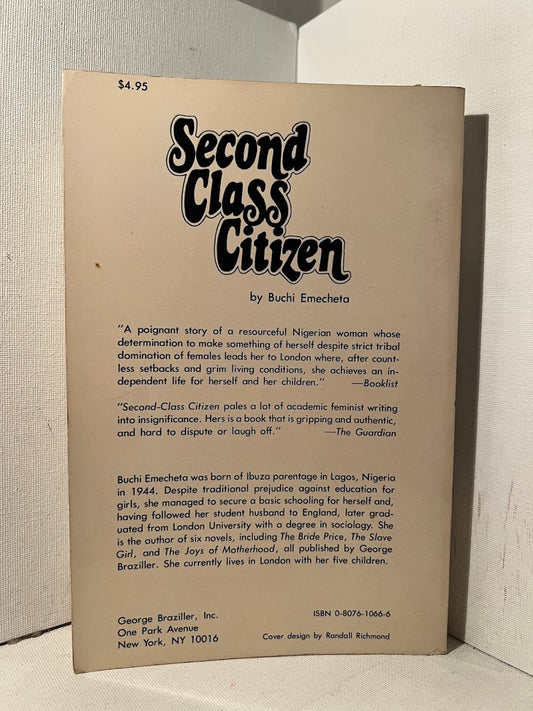 $4.95
Second
Class
Citizen
by Buchi Emecheta
"A poignant story of a resourceful Nigerian woman whose
determination to make something of herself despite strict tribal
domination of females leads her to London where, after count-
less setbacks and grim living conditions, she achieves an in-
dependent life for herself and her children." —Booklist
"Second-Class Citizen pales a lot of academic feminist writing
into insignificance. Hers is a book that is gripping and authentic,
and hard to dispute or laugh off." —The Guardian
Buchi Emecheta was born of Ibuza parentage in Lagos, Nigeria
in 1944. Despite traditional prejudice against education for
girls, she managed to secure a basic schooling for herself and,
having followed her student husband to England, later grad-
uated from London University with a degree in sociology. She
is the author of six novels, including The Bride Price, The Slave
Girl, and The Joys of Motherhood, all published by George
Braziller. She currently lives in London with her five children.
George Braziller, Inc.
One Park Avenue
New York, NY 10016
ISBN 0-8076-1066-6
Cover design by Randall Richmond